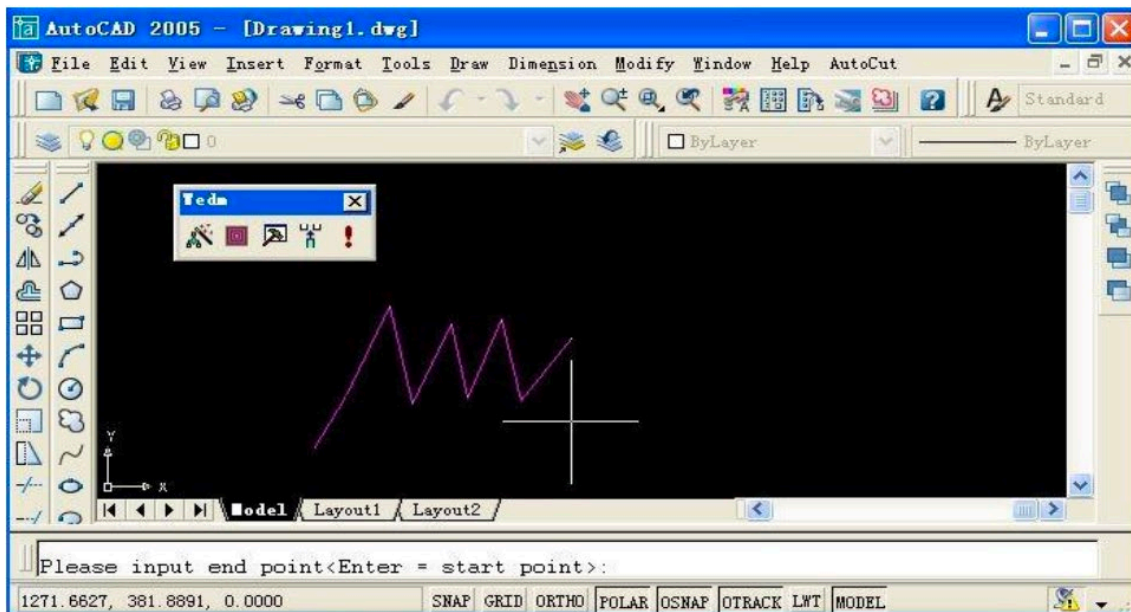 AutoCAD 2005 - [Drawing1.dwg]
File Edit View Insert Format Tools Draw Dimension Modify Window Help AutoCut
Standard
0 ByLayer ByLayer
Wedm
Y
X
Model Layout1 Layout2
Please input end point<Enter = start point>:
1271.6627, 381.8891, 0.0000 SNAP GRID ORTHO POLAR OSNAP OTRACK LWT MODEL